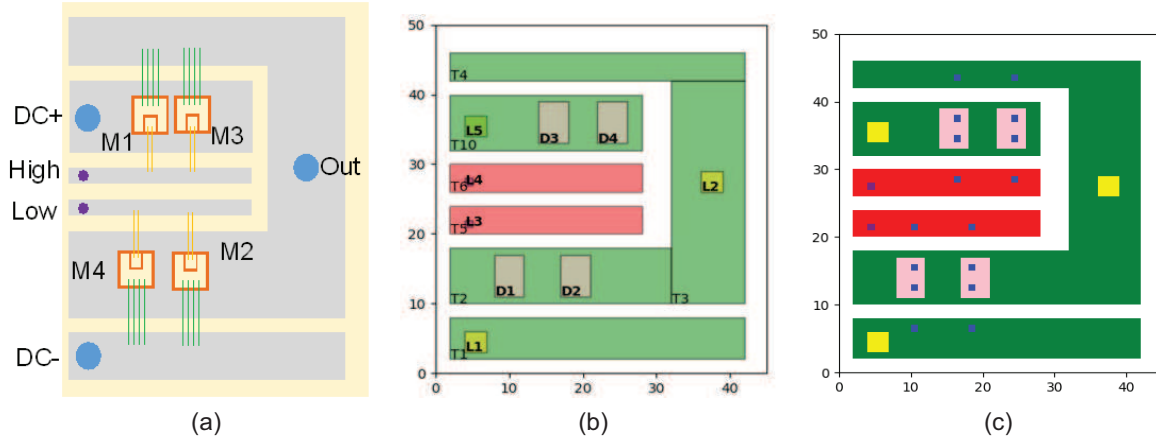 DC+
M1
M3
High
Out
Low
M4
M2
DC-
(a)
50
40
30
20
10
0
0 10 20 30 40
T4
L5
D3 D4
T10
L4
T6
L2
L3
T5
D1 D2
T2 T3
L1
T1
(b)
50
40
30
20
10
0
0 10 20 30 40
(c)